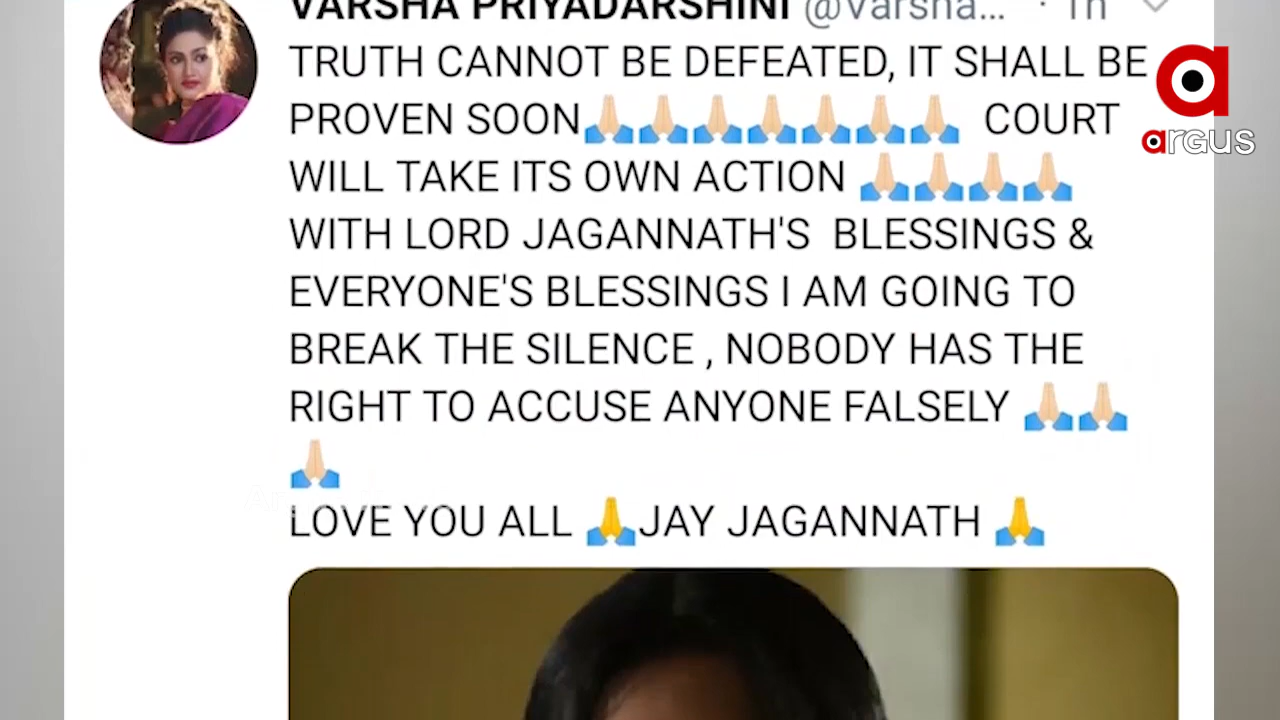 VARSHA PRIYADARSHINI @Varsha... · 1h
TRUTH CANNOT BE DEFEATED, IT SHALL BE
PROVEN SOON🙏🏻🙏🏻🙏🏻🙏🏻🙏🏻🙏🏻🙏🏻 COURT
WILL TAKE ITS OWN ACTION 🙏🏻🙏🏻🙏🏻🙏🏻
WITH LORD JAGANNATH'S BLESSINGS &
EVERYONE'S BLESSINGS I AM GOING TO
BREAK THE SILENCE , NOBODY HAS THE
RIGHT TO ACCUSE ANYONE FALSELY 🙏🏻🙏🏻
🙏🏻
LOVE YOU ALL 🙏JAY JAGANNATH 🙏
argus